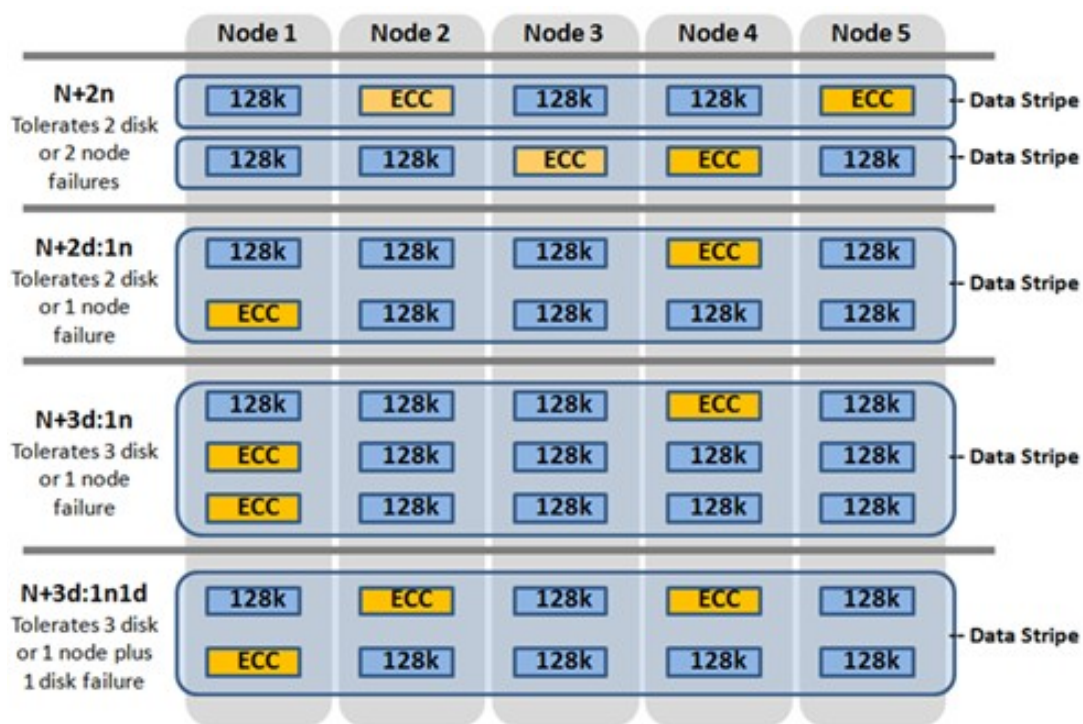 Node 1 Node 2 Node 3 Node 4 Node 5
N+2n
Tolerates 2 disk
or 2 node
failures
128k ECC 128k 128k ECC
Data Stripe
128k 128k ECC ECC 128k
Data Stripe
N+2d:1n
Tolerates 2 disk
or 1 node
failure
128k 128k 128k ECC 128k
ECC 128k 128k 128k 128k
Data Stripe
N+3d:1n
Tolerates 3 disk
or 1 node
failure
128k 128k 128k ECC 128k
ECC 128k 128k 128k 128k
ECC 128k 128k 128k 128k
Data Stripe
N+3d:1n1d
Tolerates 3 disk
or 1 node plus
1 disk failure
128k ECC 128k ECC 128k
ECC 128k 128k 128k 128k
Data Stripe